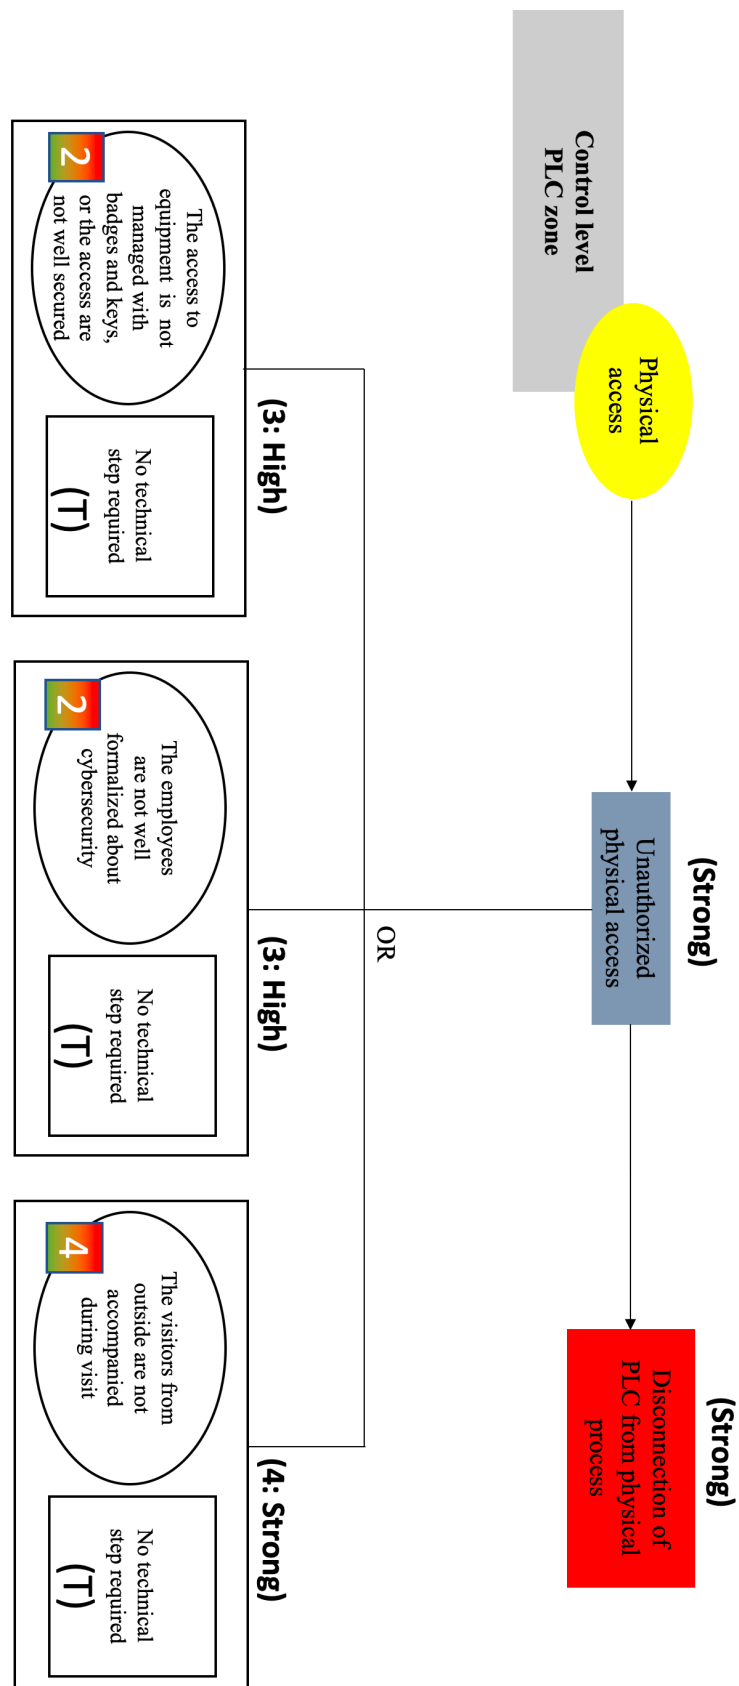 Control level
PLC zone
Physical
access
(Strong)
Unauthorized
physical access
(Strong)
Disconnection of
PLC from physical
process
OR
(3: High)
The access to
equipment is not
managed with
badges and keys,
or the access are
not well secured
2
No technical
step required
(T)
(3: High)
The employees
are not well
formalized about
cybersecurity
2
No technical
step required
(T)
(4: Strong)
The visitors from
outside are not
accompanied
during visit
4
No technical
step required
(T)